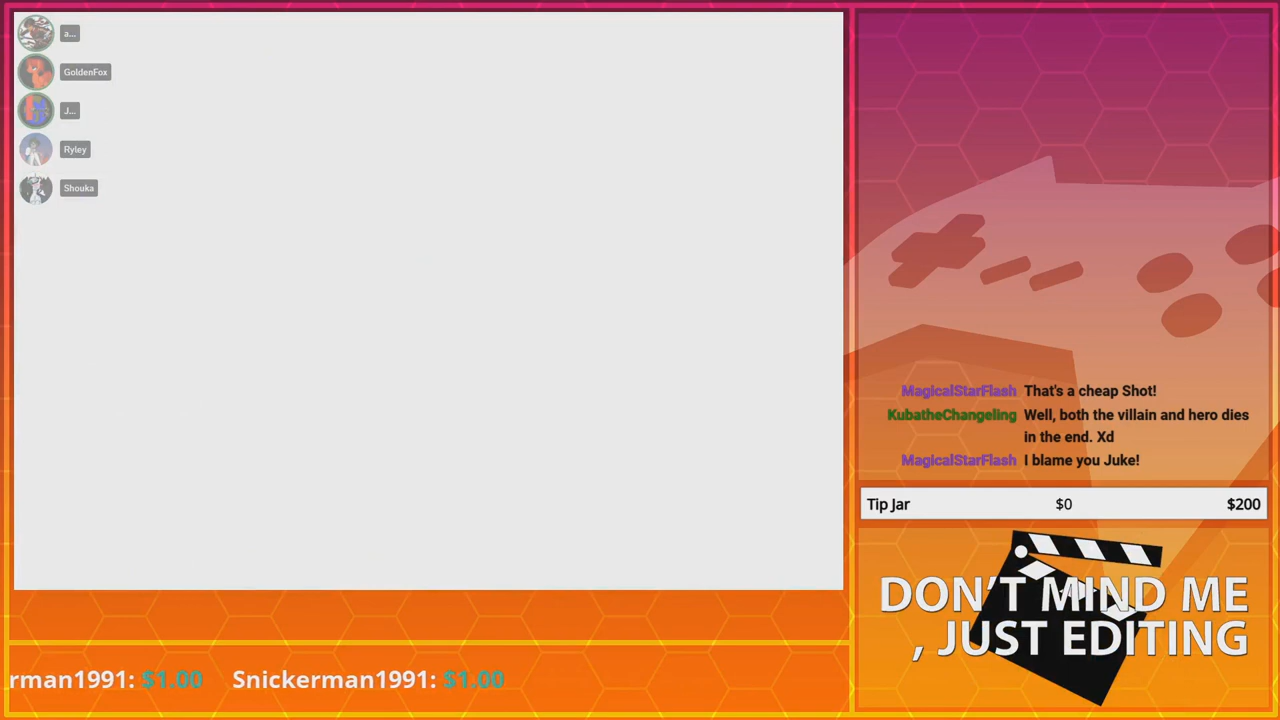 a...
GoldenFox
J...
Ryley
Shouka
MagicalStarFlash That's a cheap Shot!
KubatheChangeling Well, both the villain and hero dies
in the end. Xd
MagicalStarFlash I blame you Juke!
Tip Jar $0 $200
DON'T MIND ME
, JUST EDITING
rman1991: $1.00 Snickerman1991: $1.00